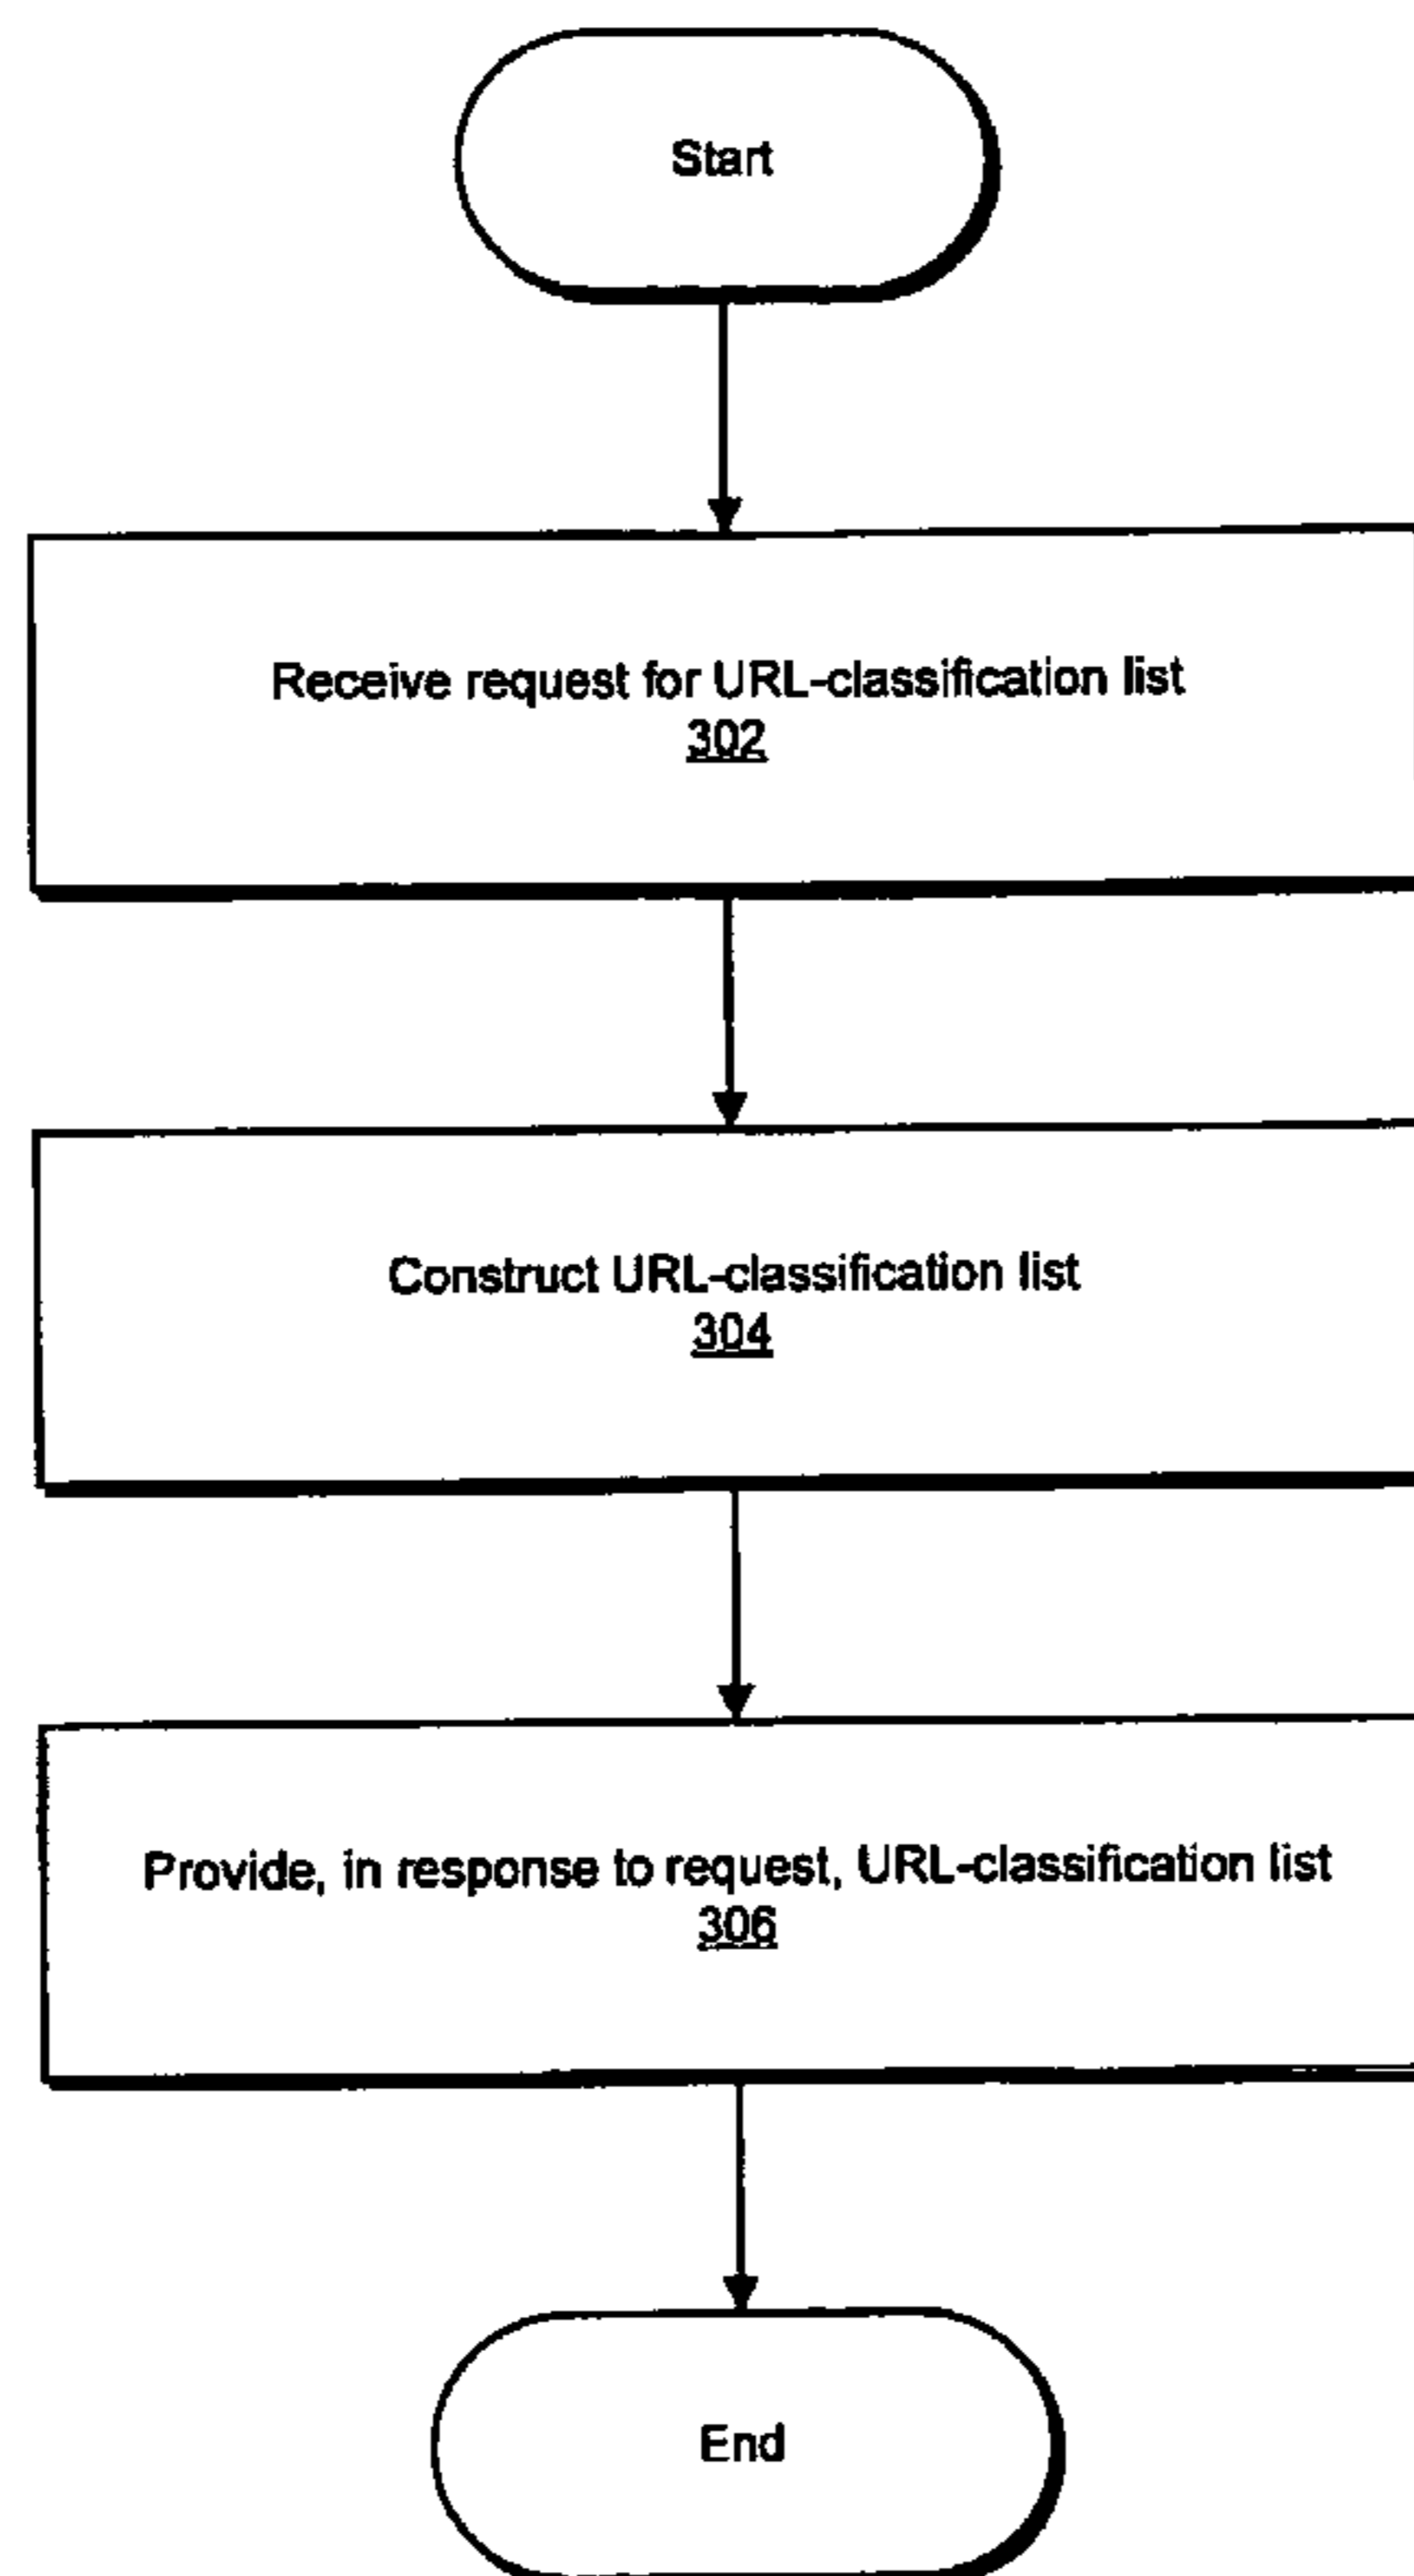 Start
Receive request for URL-classification list
302
Construct URL-classification list
304
Provide, in response to request, URL-classification list
306
End